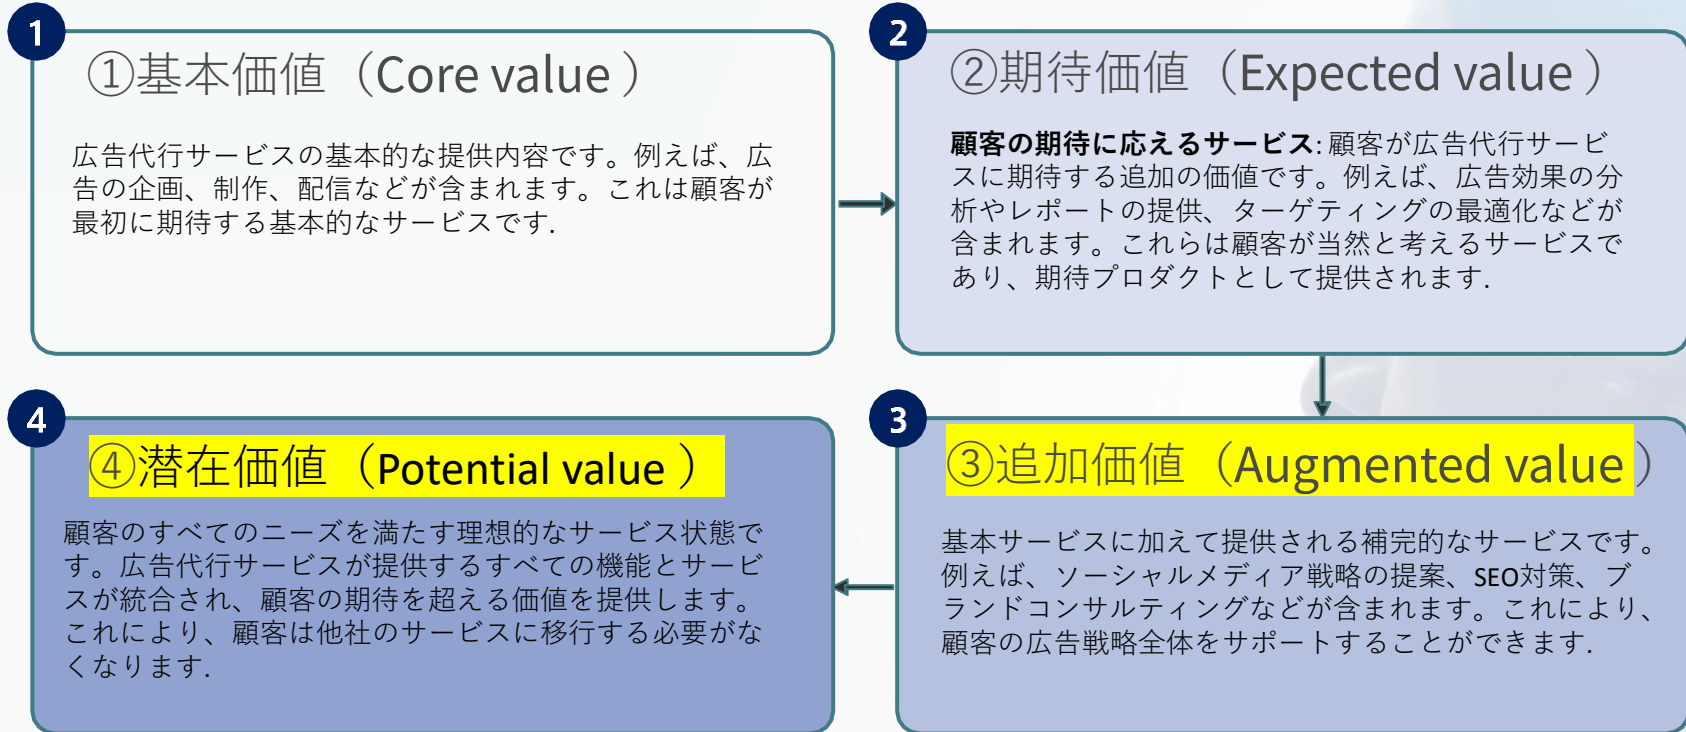 1
①基本価値（Core value ）
広告代行サービスの基本的な提供内容です。例えば、広
告の企画、制作、配信などが含まれます。これは顧客が
最初に期待する基本的なサービスです.
2
②期待価値（Expected value ）
顧客の期待に応えるサービス: 顧客が広告代行サービ
スに期待する追加の価値です。例えば、広告効果の分
析やレポートの提供、ターゲティングの最適化などが
含まれます。これらは顧客が当然と考えるサービスで
あり、期待プロダクトとして提供されます.
3
③追加価値（Augmented value ）
基本サービスに加えて提供される補完的なサービスです。
例えば、ソーシャルメディア戦略の提案、SEO対策、ブ
ランドコンサルティングなどが含まれます。これにより、
顧客の広告戦略全体をサポートすることができます.
4
④潜在価値（Potential value ）
顧客のすべてのニーズを満たす理想的なサービス状態で
す。広告代行サービスが提供するすべての機能とサービ
スが統合され、顧客の期待を超える価値を提供します。
これにより、顧客は他社のサービスに移行する必要がな
くなります.